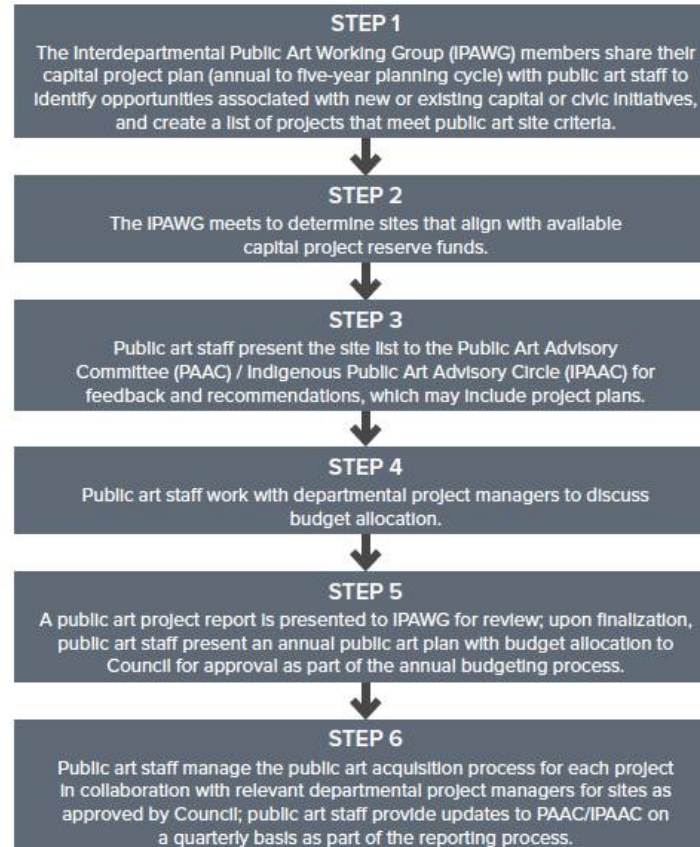 STEP 1
The Interdepartmental Public Art Working Group (IPAWG) members share their
capital project plan (annual to five-year planning cycle) with public art staff to
identify opportunities associated with new or existing capital or civic initiatives,
and create a list of projects that meet public art site criteria.
STEP 2
The IPAWG meets to determine sites that align with available
capital project reserve funds.
STEP 3
Public art staff present the site list to the Public Art Advisory
Committee (PAAC) / Indigenous Public Art Advisory Circle (IPAAC) for
feedback and recommendations, which may include project plans.
STEP 4
Public art staff work with departmental project managers to discuss
budget allocation.
STEP 5
A public art project report is presented to IPAWG for review; upon finalization,
public art staff present an annual public art plan with budget allocation to
Council for approval as part of the annual budgeting process.
STEP 6
Public art staff manage the public art acquisition process for each project
in collaboration with relevant departmental project managers for sites as
approved by Council; public art staff provide updates to PAAC/IPAAC on
a quarterly basis as part of the reporting process.